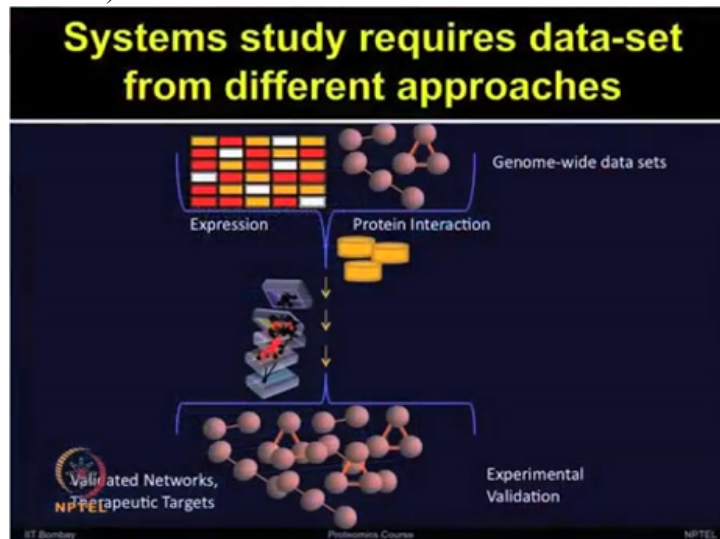 )
Systems study requires data-set
from different approaches
Genome-wide data sets
Expression
Protein Interaction
Validated Networks,
Therapeutic Targets
Experimental
Validation
NPTEL
IIT Bombay
Proteomics Course
NPTEL